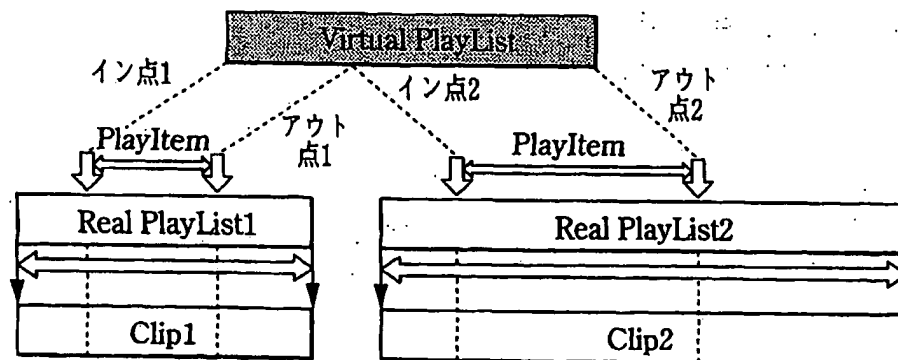 Virtual PlayList
イン点1
イン点2
アウト
点2
アウト
点1
PlayItem
PlayItem
Real PlayList1
Real PlayList2
Clip1
Clip2